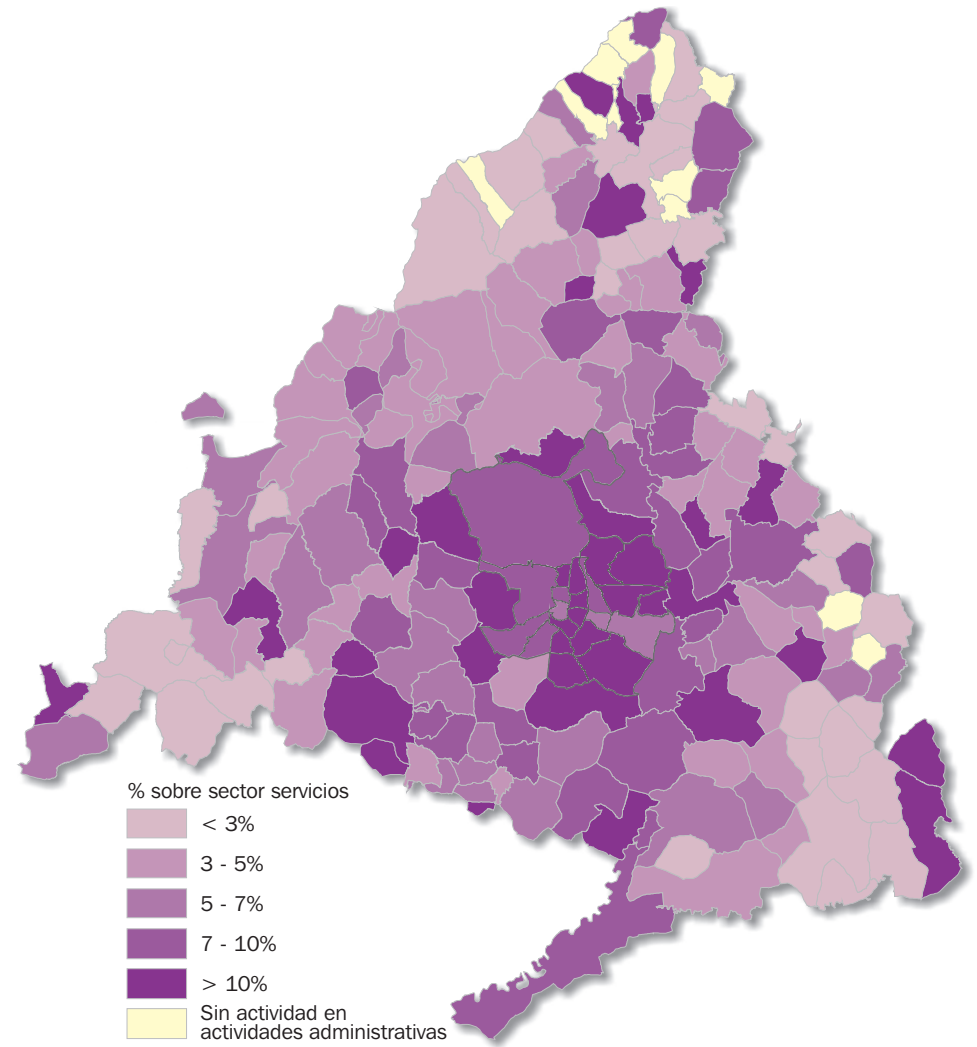 % sobre sector servicios
< 3%
3 - 5%
5 - 7%
7 - 10%
> 10%
Sin actividad en
actividades administrativas